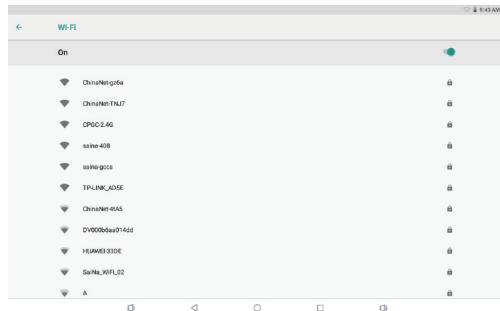 9:43 AM
Wi-Fi
On
ChinaNet-gz6a
ChinaNet-TNJ7
CPGC-2.4G
saina-408
saina-gccs
TP-LINK_AD5E
ChinaNet-4tA5
DV000b6aa014dd
HUAWEI-33DE
SaiNa_WiFi_02
A